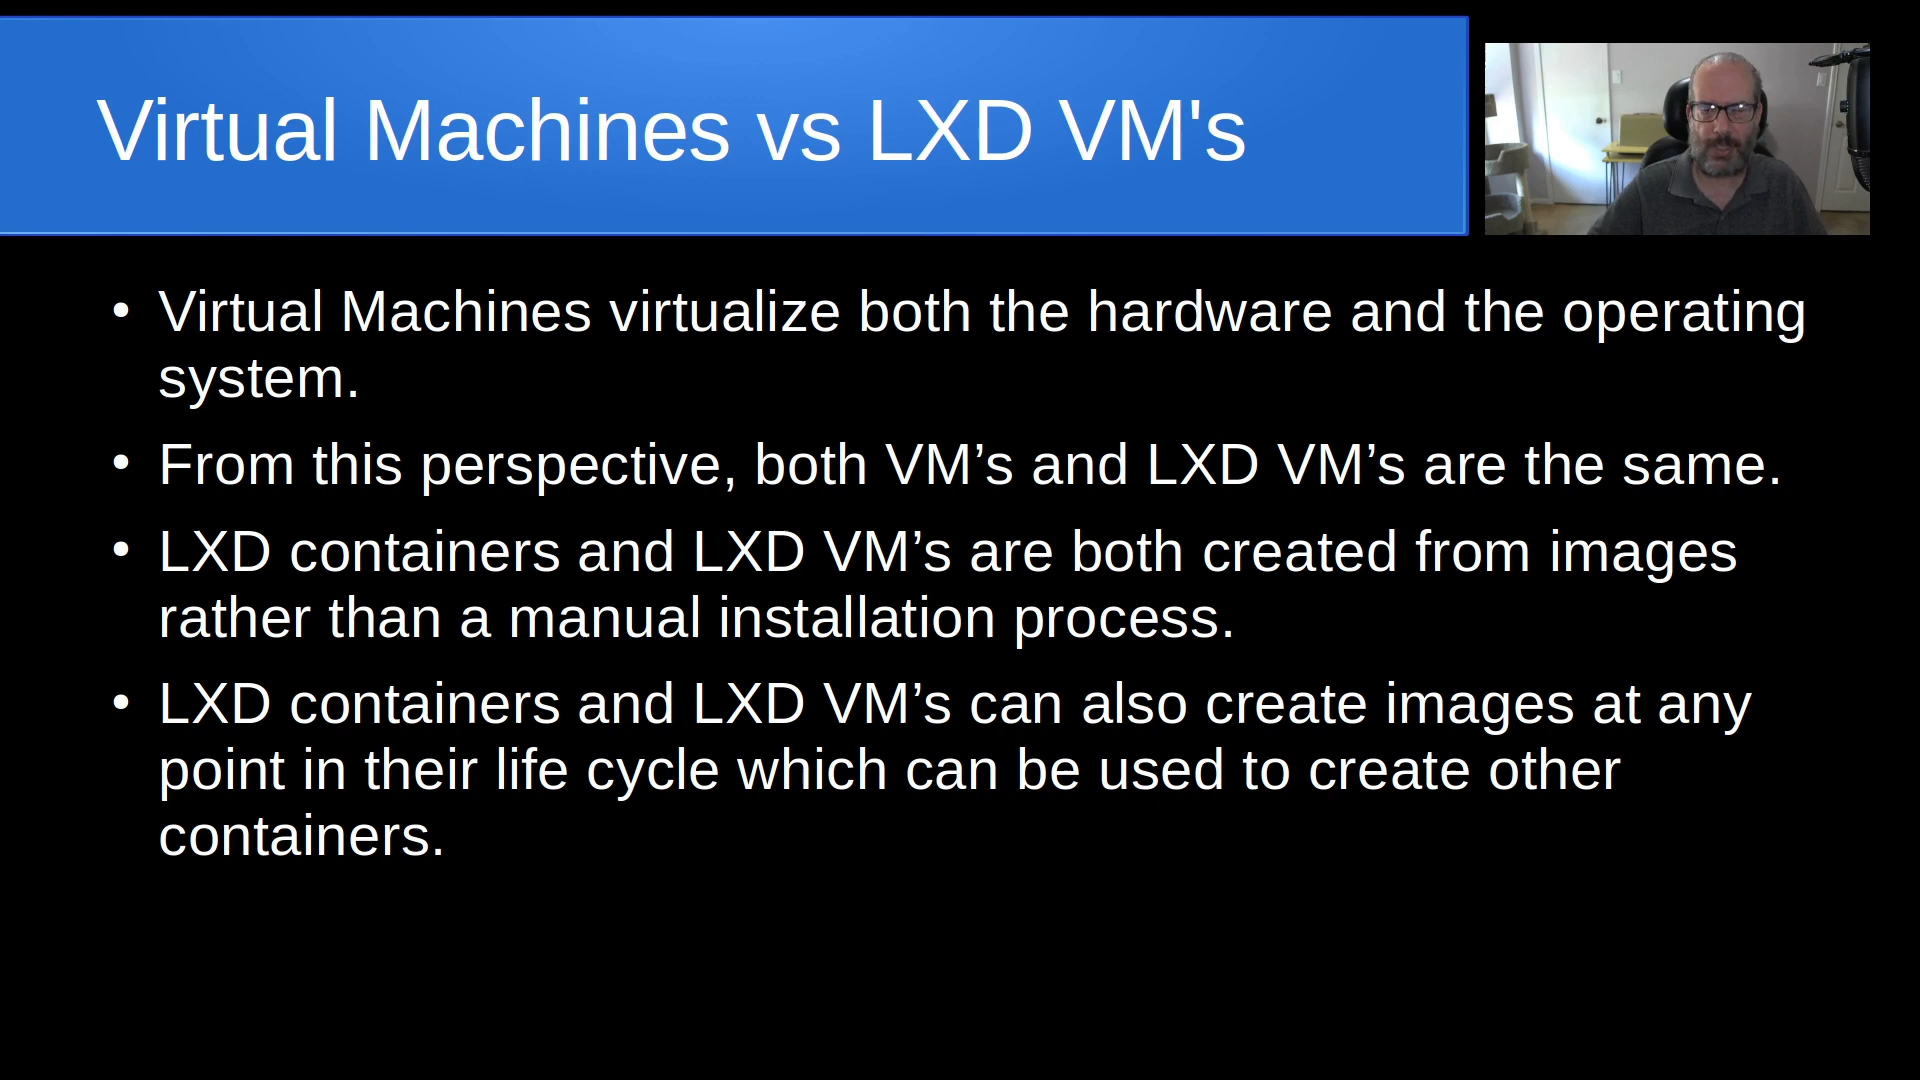 Virtual Machines vs LXD VM's
• Virtual Machines virtualize both the hardware and the operating
system.
• From this perspective, both VM’s and LXD VM’s are the same.
• LXD containers and LXD VM’s are both created from images
rather than a manual installation process.
• LXD containers and LXD VM’s can also create images at any
point in their life cycle which can be used to create other
containers.